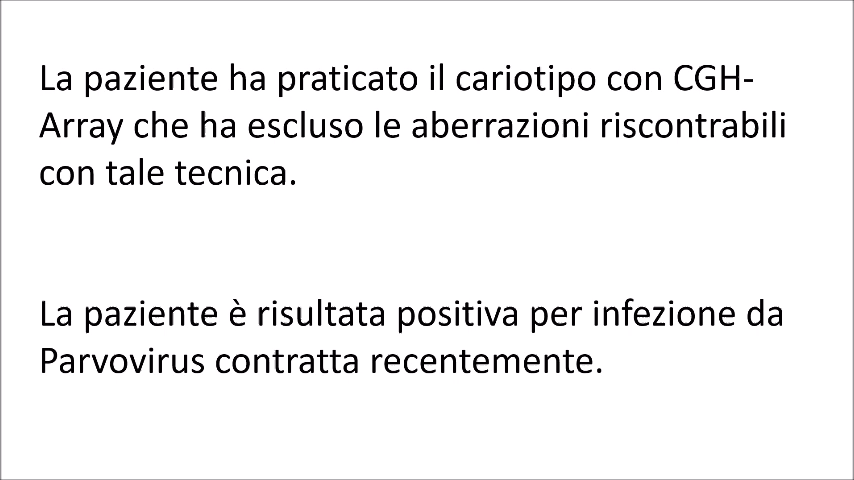 La paziente ha praticato il cariotipo con CGH-
Array che ha escluso le aberrazioni riscontrabili
con tale tecnica.
La paziente è risultata positiva per infezione da
Parvovirus contratta recentemente.